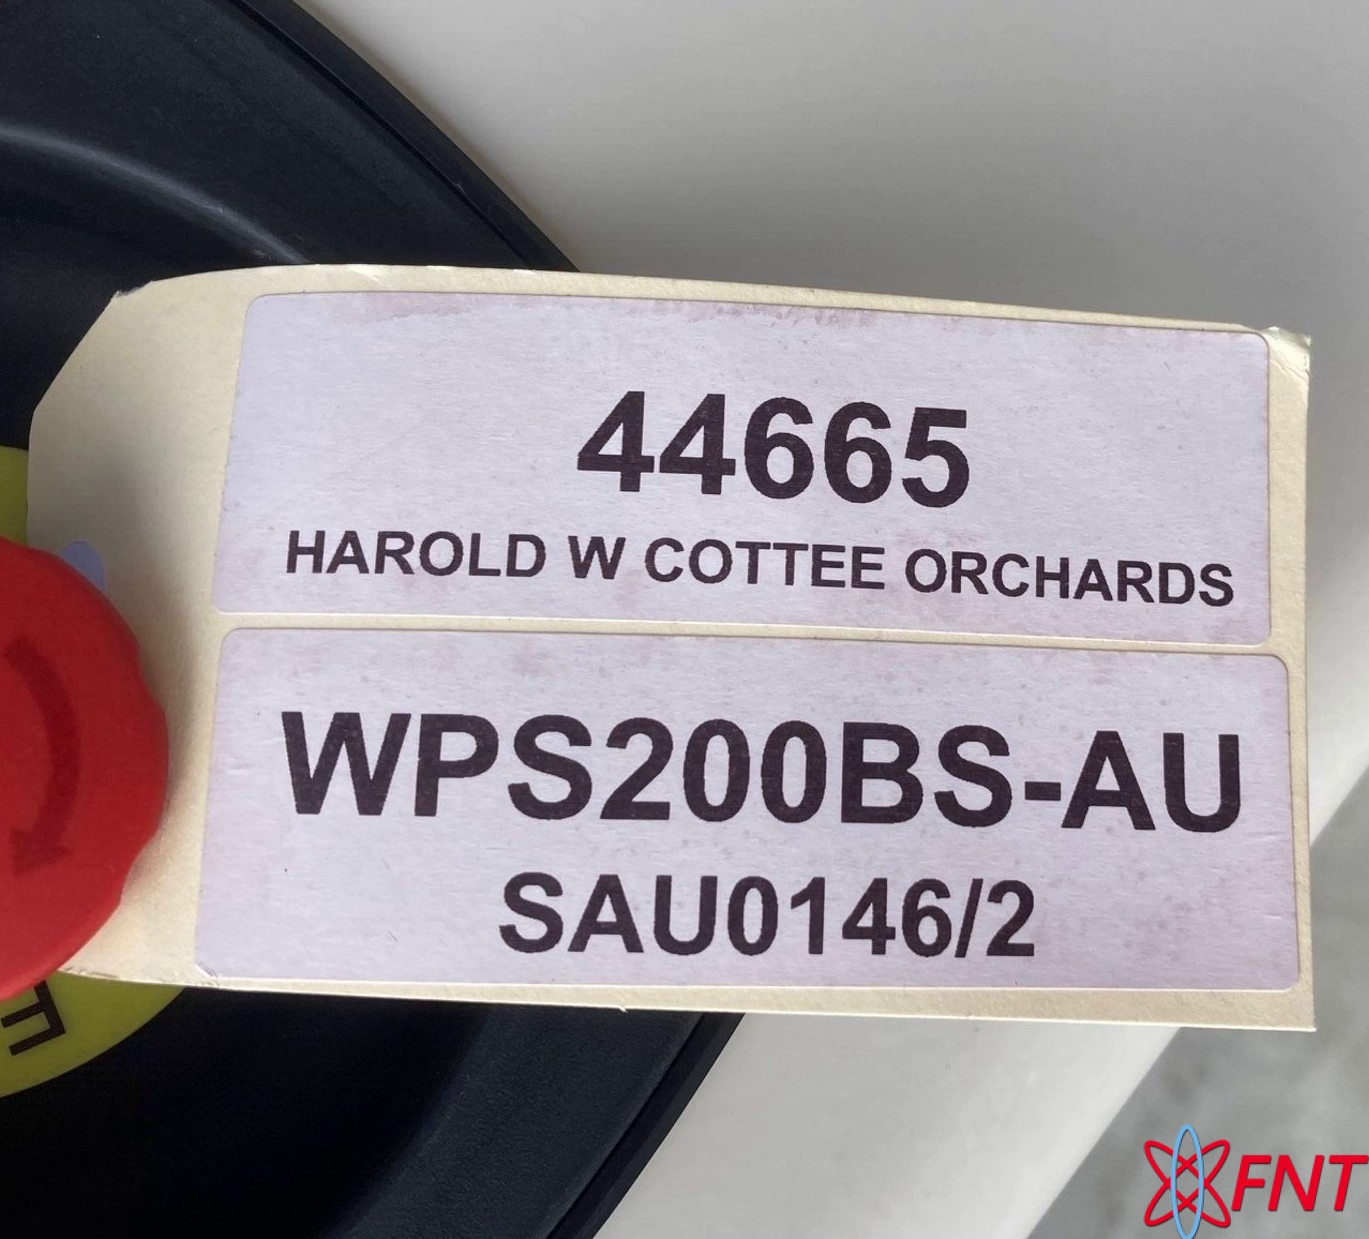 44665
HAROLD W COTTEE ORCHARDS
WPS200BS-AU
SAU0146/2
FNT